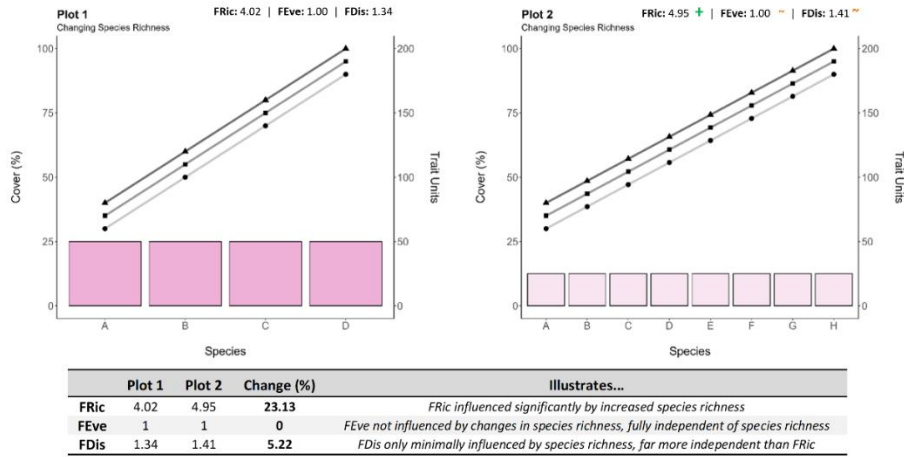 Plot 1
FRic: 4.02 | FEve: 1.00 | FDis: 1.34
Changing Species Richness
100
75
50
25
0
Cover (%)
200
150
100
50
0
Trait Units
A B C D
Species
Plot 2
FRic: 4.95 + | FEve: 1.00 ~ | FDis: 1.41 ~
Changing Species Richness
100
75
50
25
0
Cover (%)
200
150
100
50
0
Trait Units
A B C D E F G H
Species
Plot 1 Plot 2 Change (%) Illustrates...
FRic 4.02 4.95 23.13 FRic influenced significantly by increased species richness
FEve 1 1 0 FEve not influenced by changes in species richness, fully independent of species richness
FDis 1.34 1.41 5.22 FDis only minimally influenced by species richness, far more independent than FRic